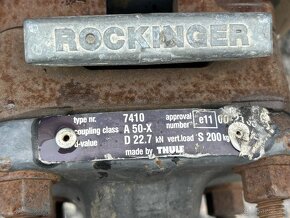 ROCKINGER
type nr. 7410 approval
coupling class A 50-X number e11 00-
d-value D 22.7 kN vert.load S 200 kg
made by THULE